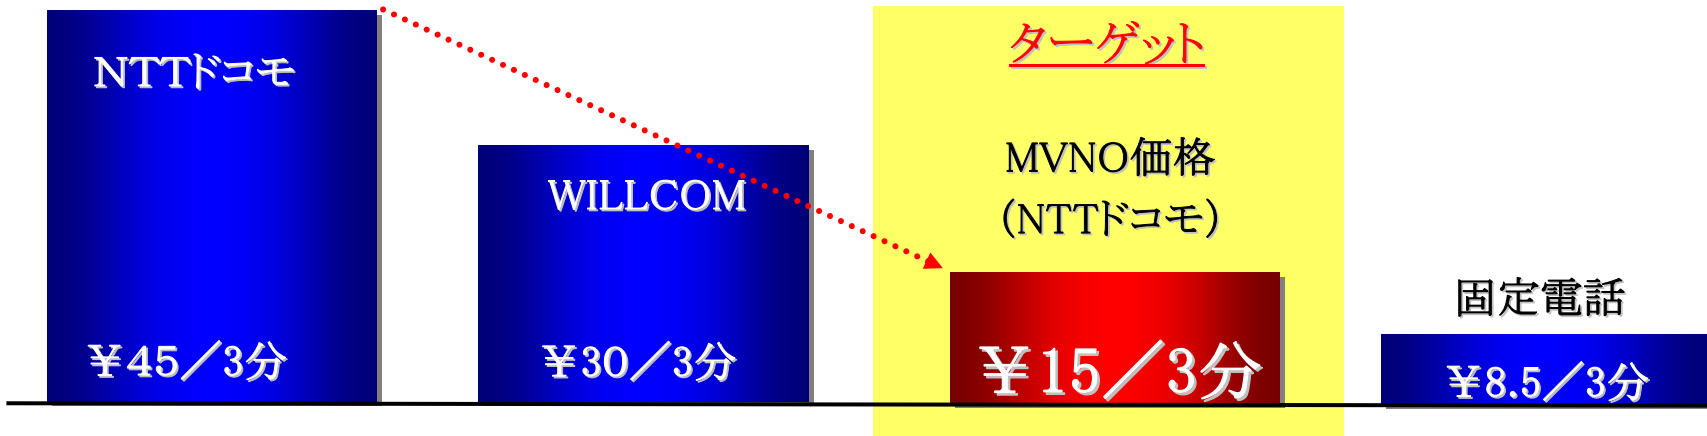 NTTドコモ
¥45／3分
WILLCOM
¥30／3分
ターゲット
MVNO価格
（NTTドコモ）
¥15／3分
固定電話
¥8.5／3分